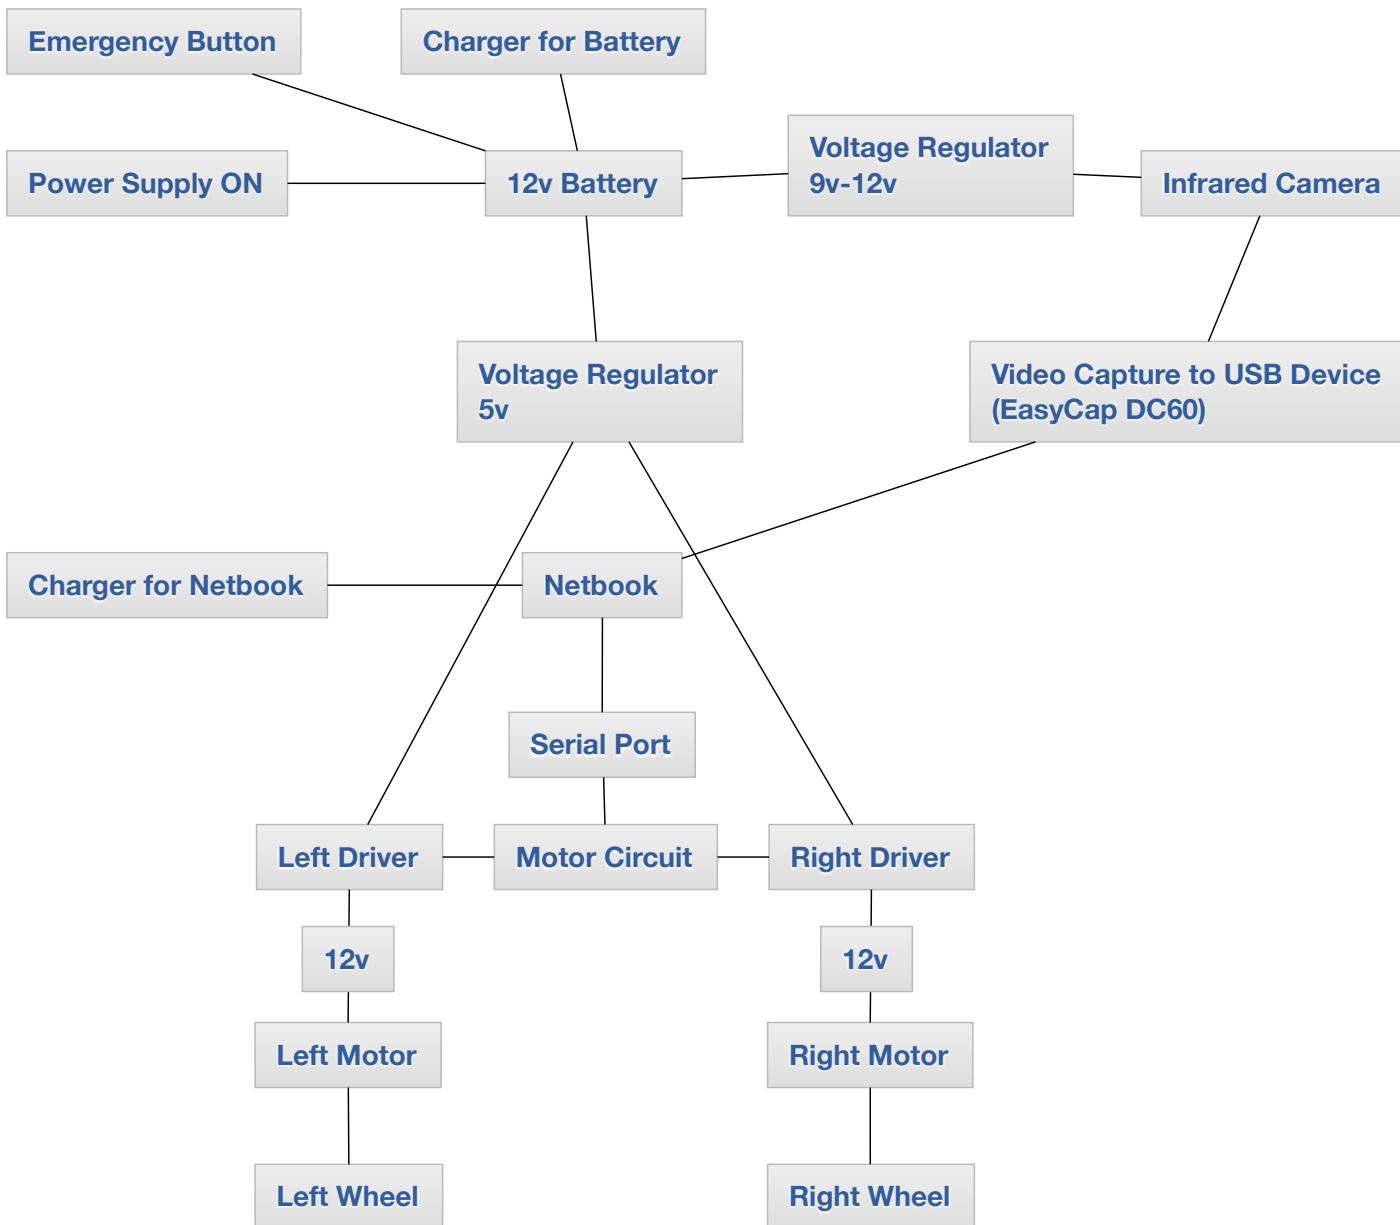 Emergency Button
Charger for Battery
Voltage Regulator
9v-12v
Power Supply ON
12v Battery
Infrared Camera
Voltage Regulator
5v
Video Capture to USB Device
(EasyCap DC60)
Charger for Netbook
Netbook
Serial Port
Left Driver
Motor Circuit
Right Driver
12v
12v
Left Motor
Right Motor
Left Wheel
Right Wheel